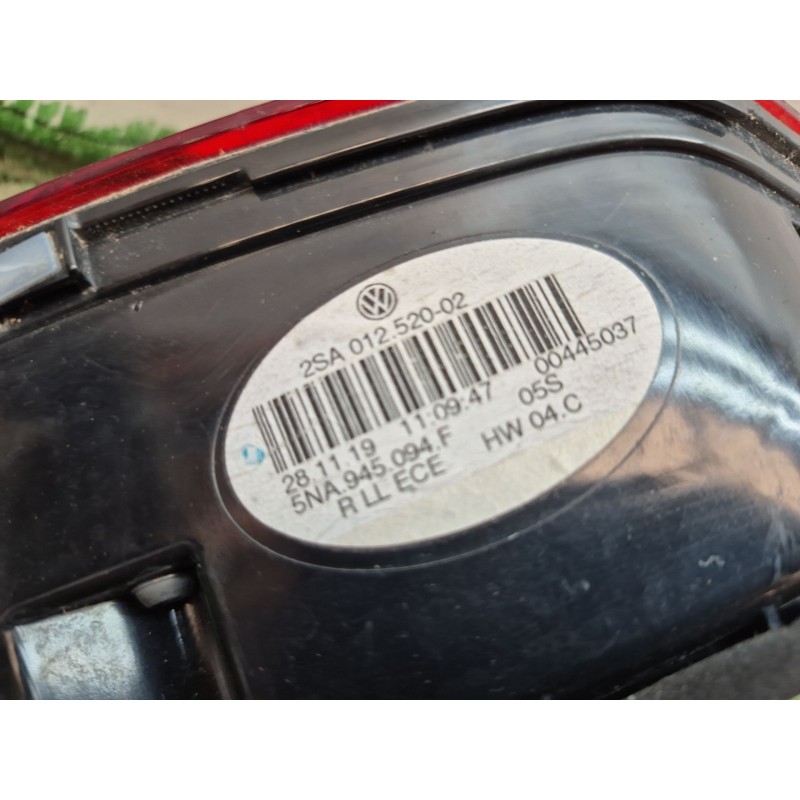 VW
2SA 012.520-02
28.11.19 11:09:47 05S 00445037
5NA.945.094.F HW 04.C
R LL ECE